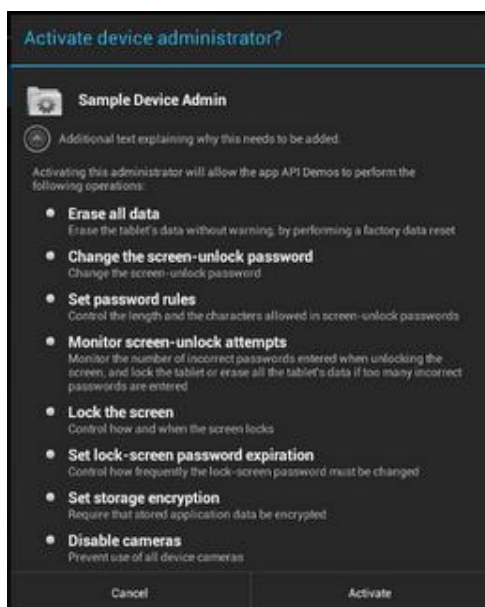 Activate device administrator?
Sample Device Admin
Additional text explaining why this needs to be added.
Activating this administrator will allow the app API Demos to perform the
following operations:
Erase all data
Erase the tablet's data without warning, by performing a factory data reset
Change the screen-unlock password
Change the screen-unlock password
Set password rules
Control the length and the characters allowed in screen-unlock passwords
Monitor screen-unlock attempts
Monitor the number of incorrect passwords entered when unlocking the
screen, and lock the tablet or erase all the tablet's data if too many incorrect
passwords are entered
Lock the screen
Control how and when the screen locks
Set lock-screen password expiration
Control how frequently the lock-screen password must be changed
Set storage encryption
Require that stored application data be encrypted
Disable cameras
Prevent use of all device cameras
Cancel
Activate